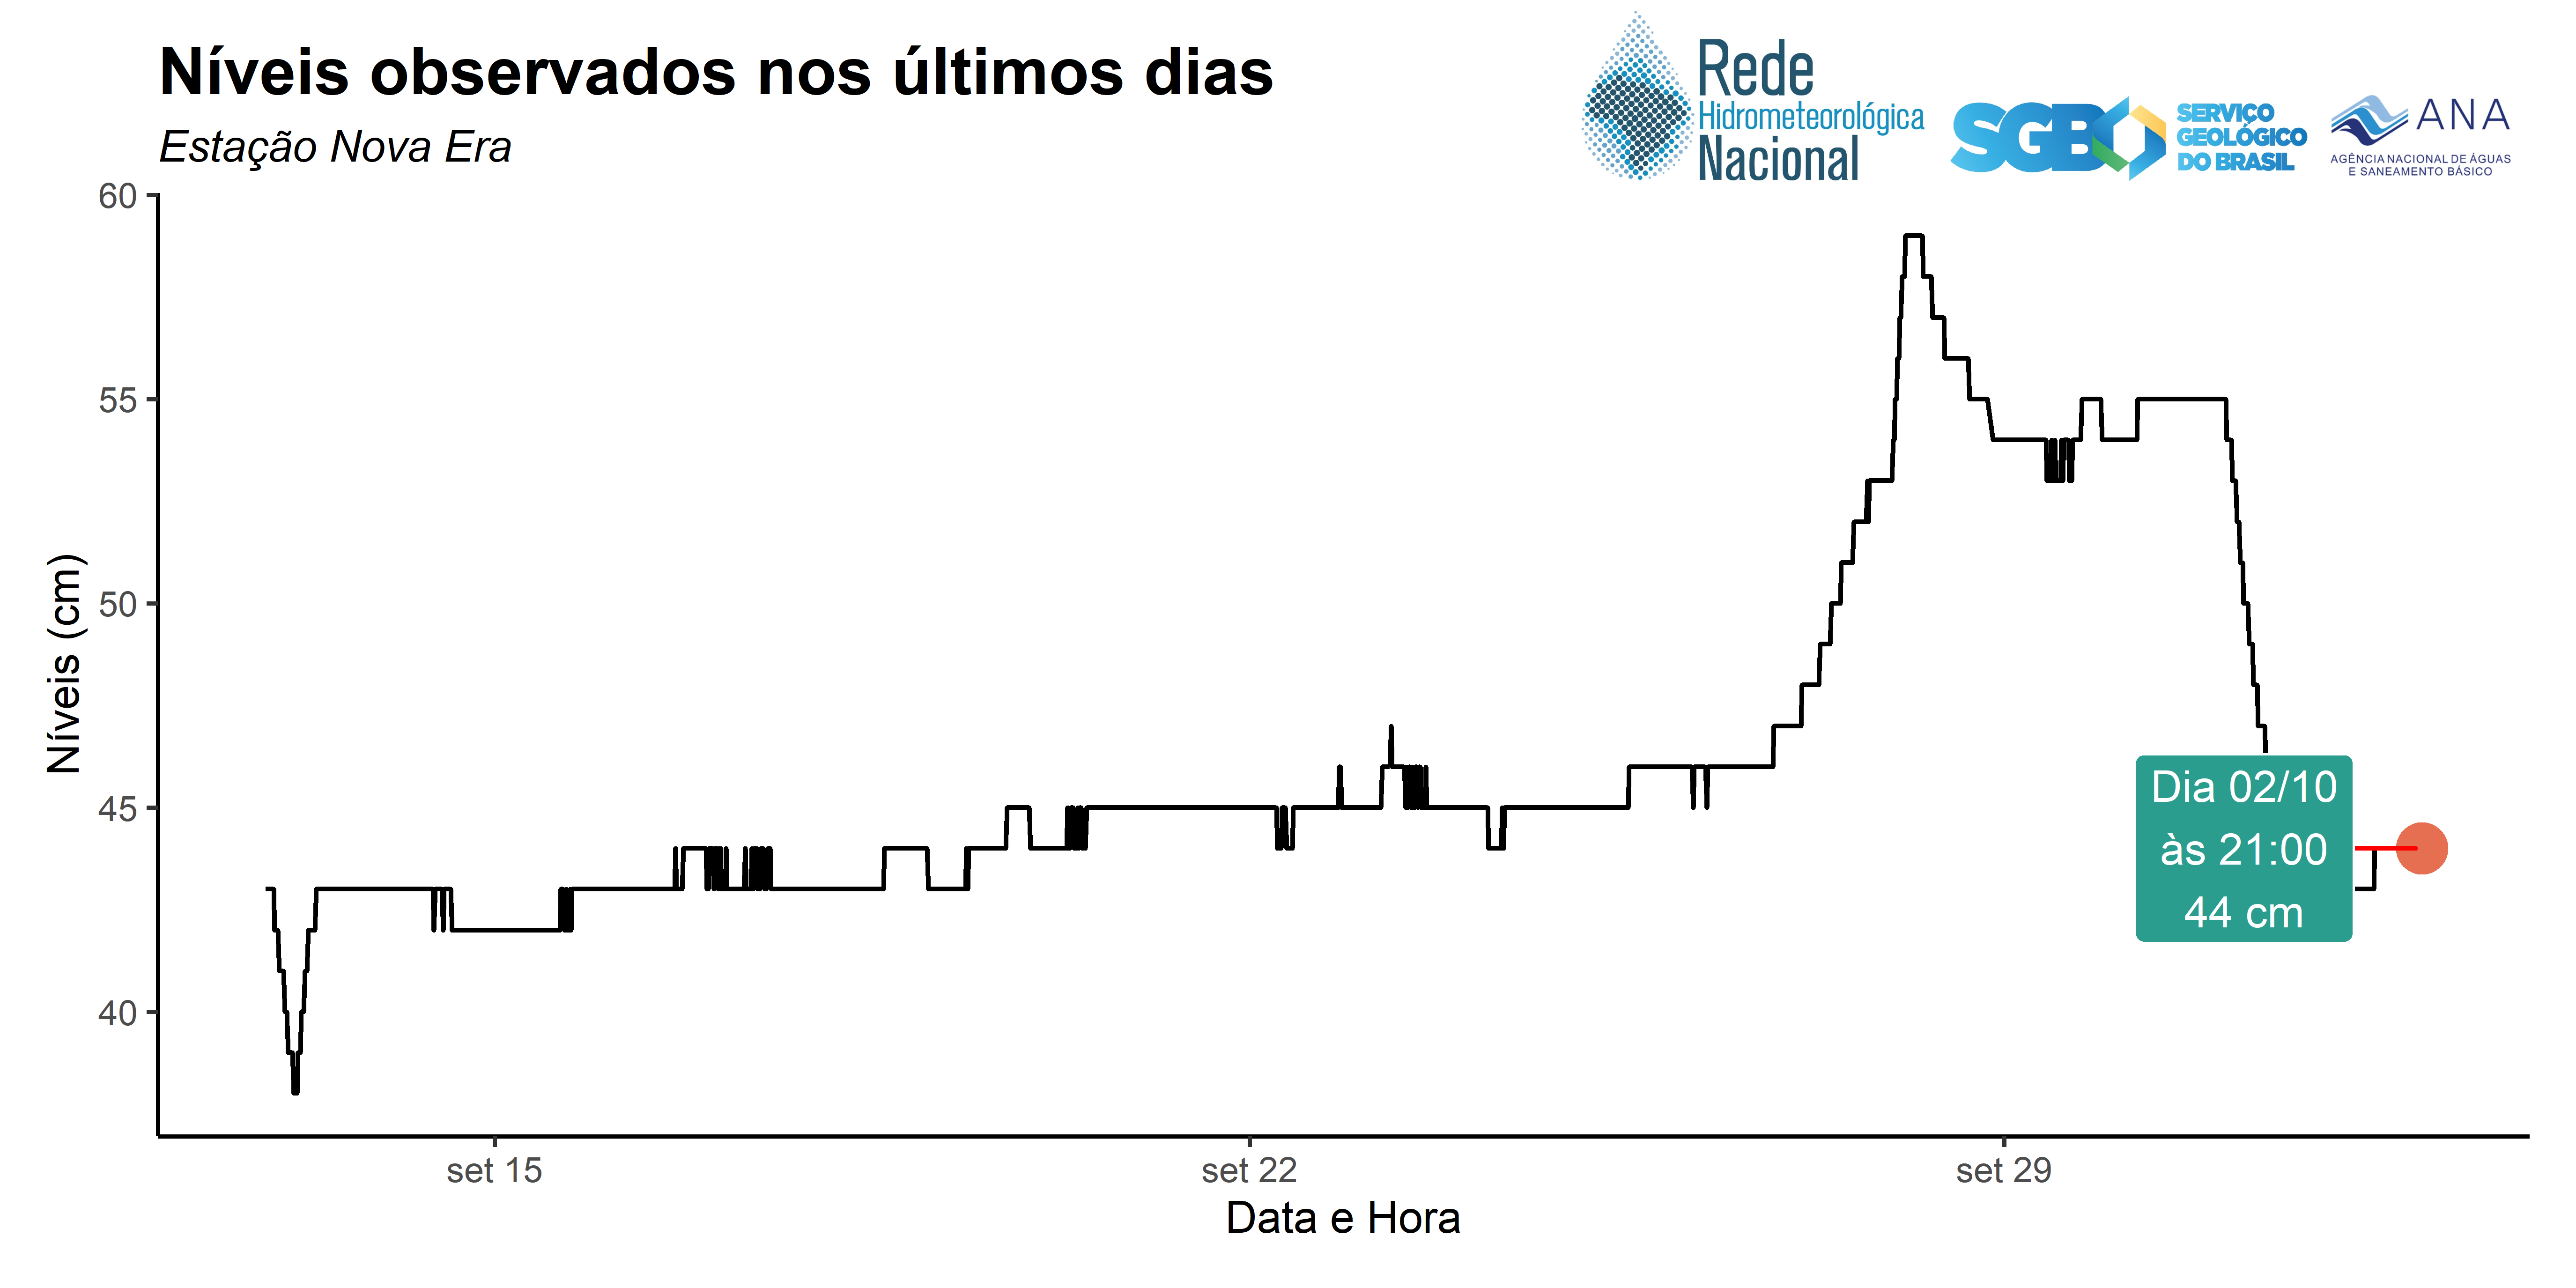 Níveis observados nos últimos dias
Estação Nova Era
Rede
Hidrometeorológica
Nacional
SGB
SERVIÇO
GEOLÓGICO
DO BRASIL
ANA
AGÊNCIA NACIONAL DE ÁGUAS
E SANEAMENTO BÁSICO
Níveis (cm)
60
55
50
45
40
Dia 02/10
às 21:00
44 cm
set 15
set 22
set 29
Data e Hora